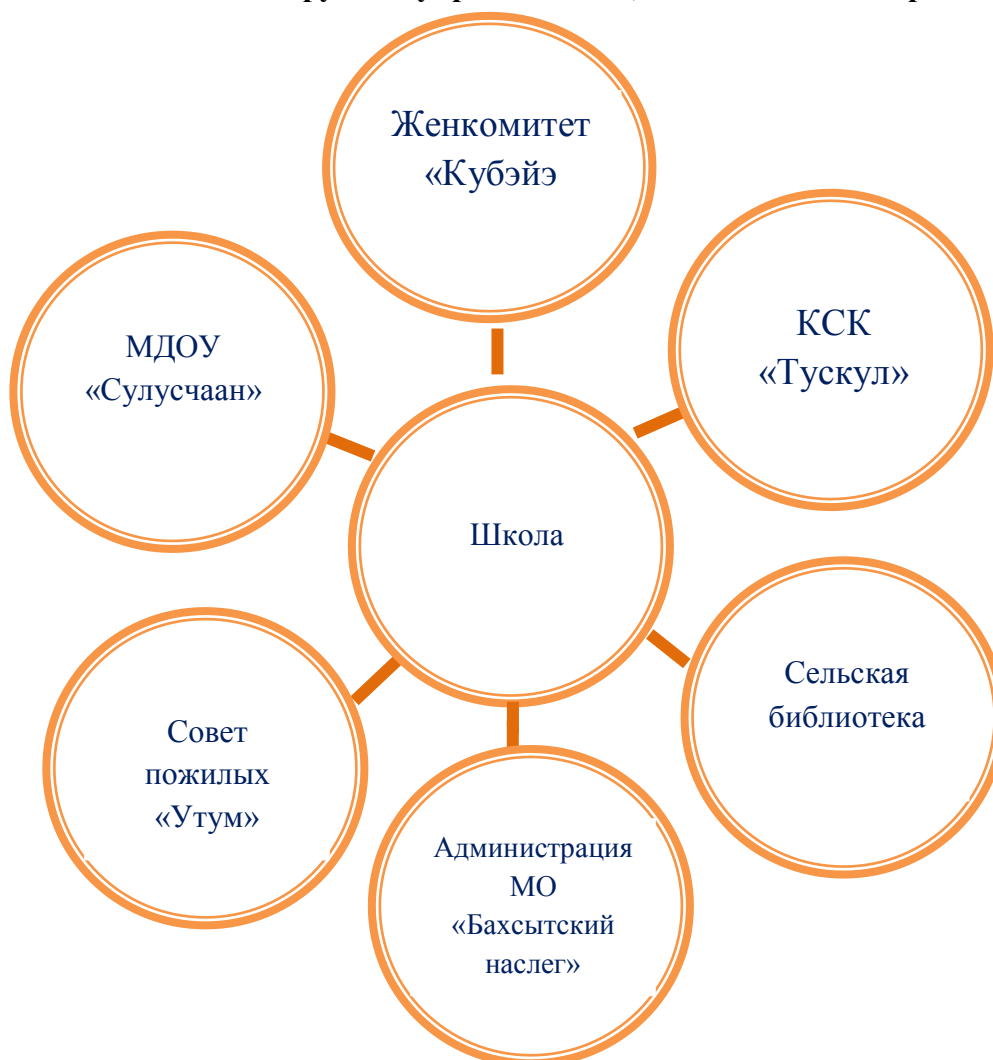 Женкомитет
«Кубэйэ
КСК
«Тускул»
МДОУ
«Сулусчаан»
Школа
Сельская
библиотека
Совет
пожилых
«Утум»
Администрация
МО
«Бахсытский
наслег»